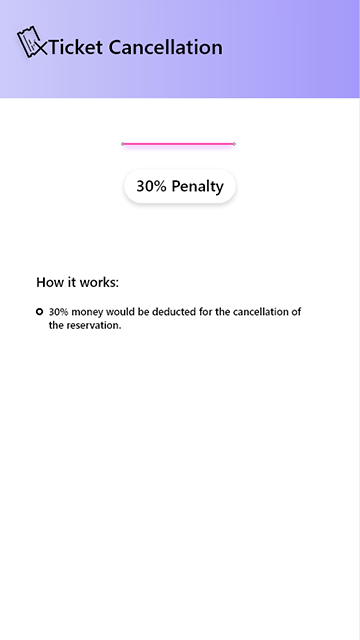 Ticket Cancellation
30% Penalty
How it works:
30% money would be deducted for the cancellation of
the reservation.